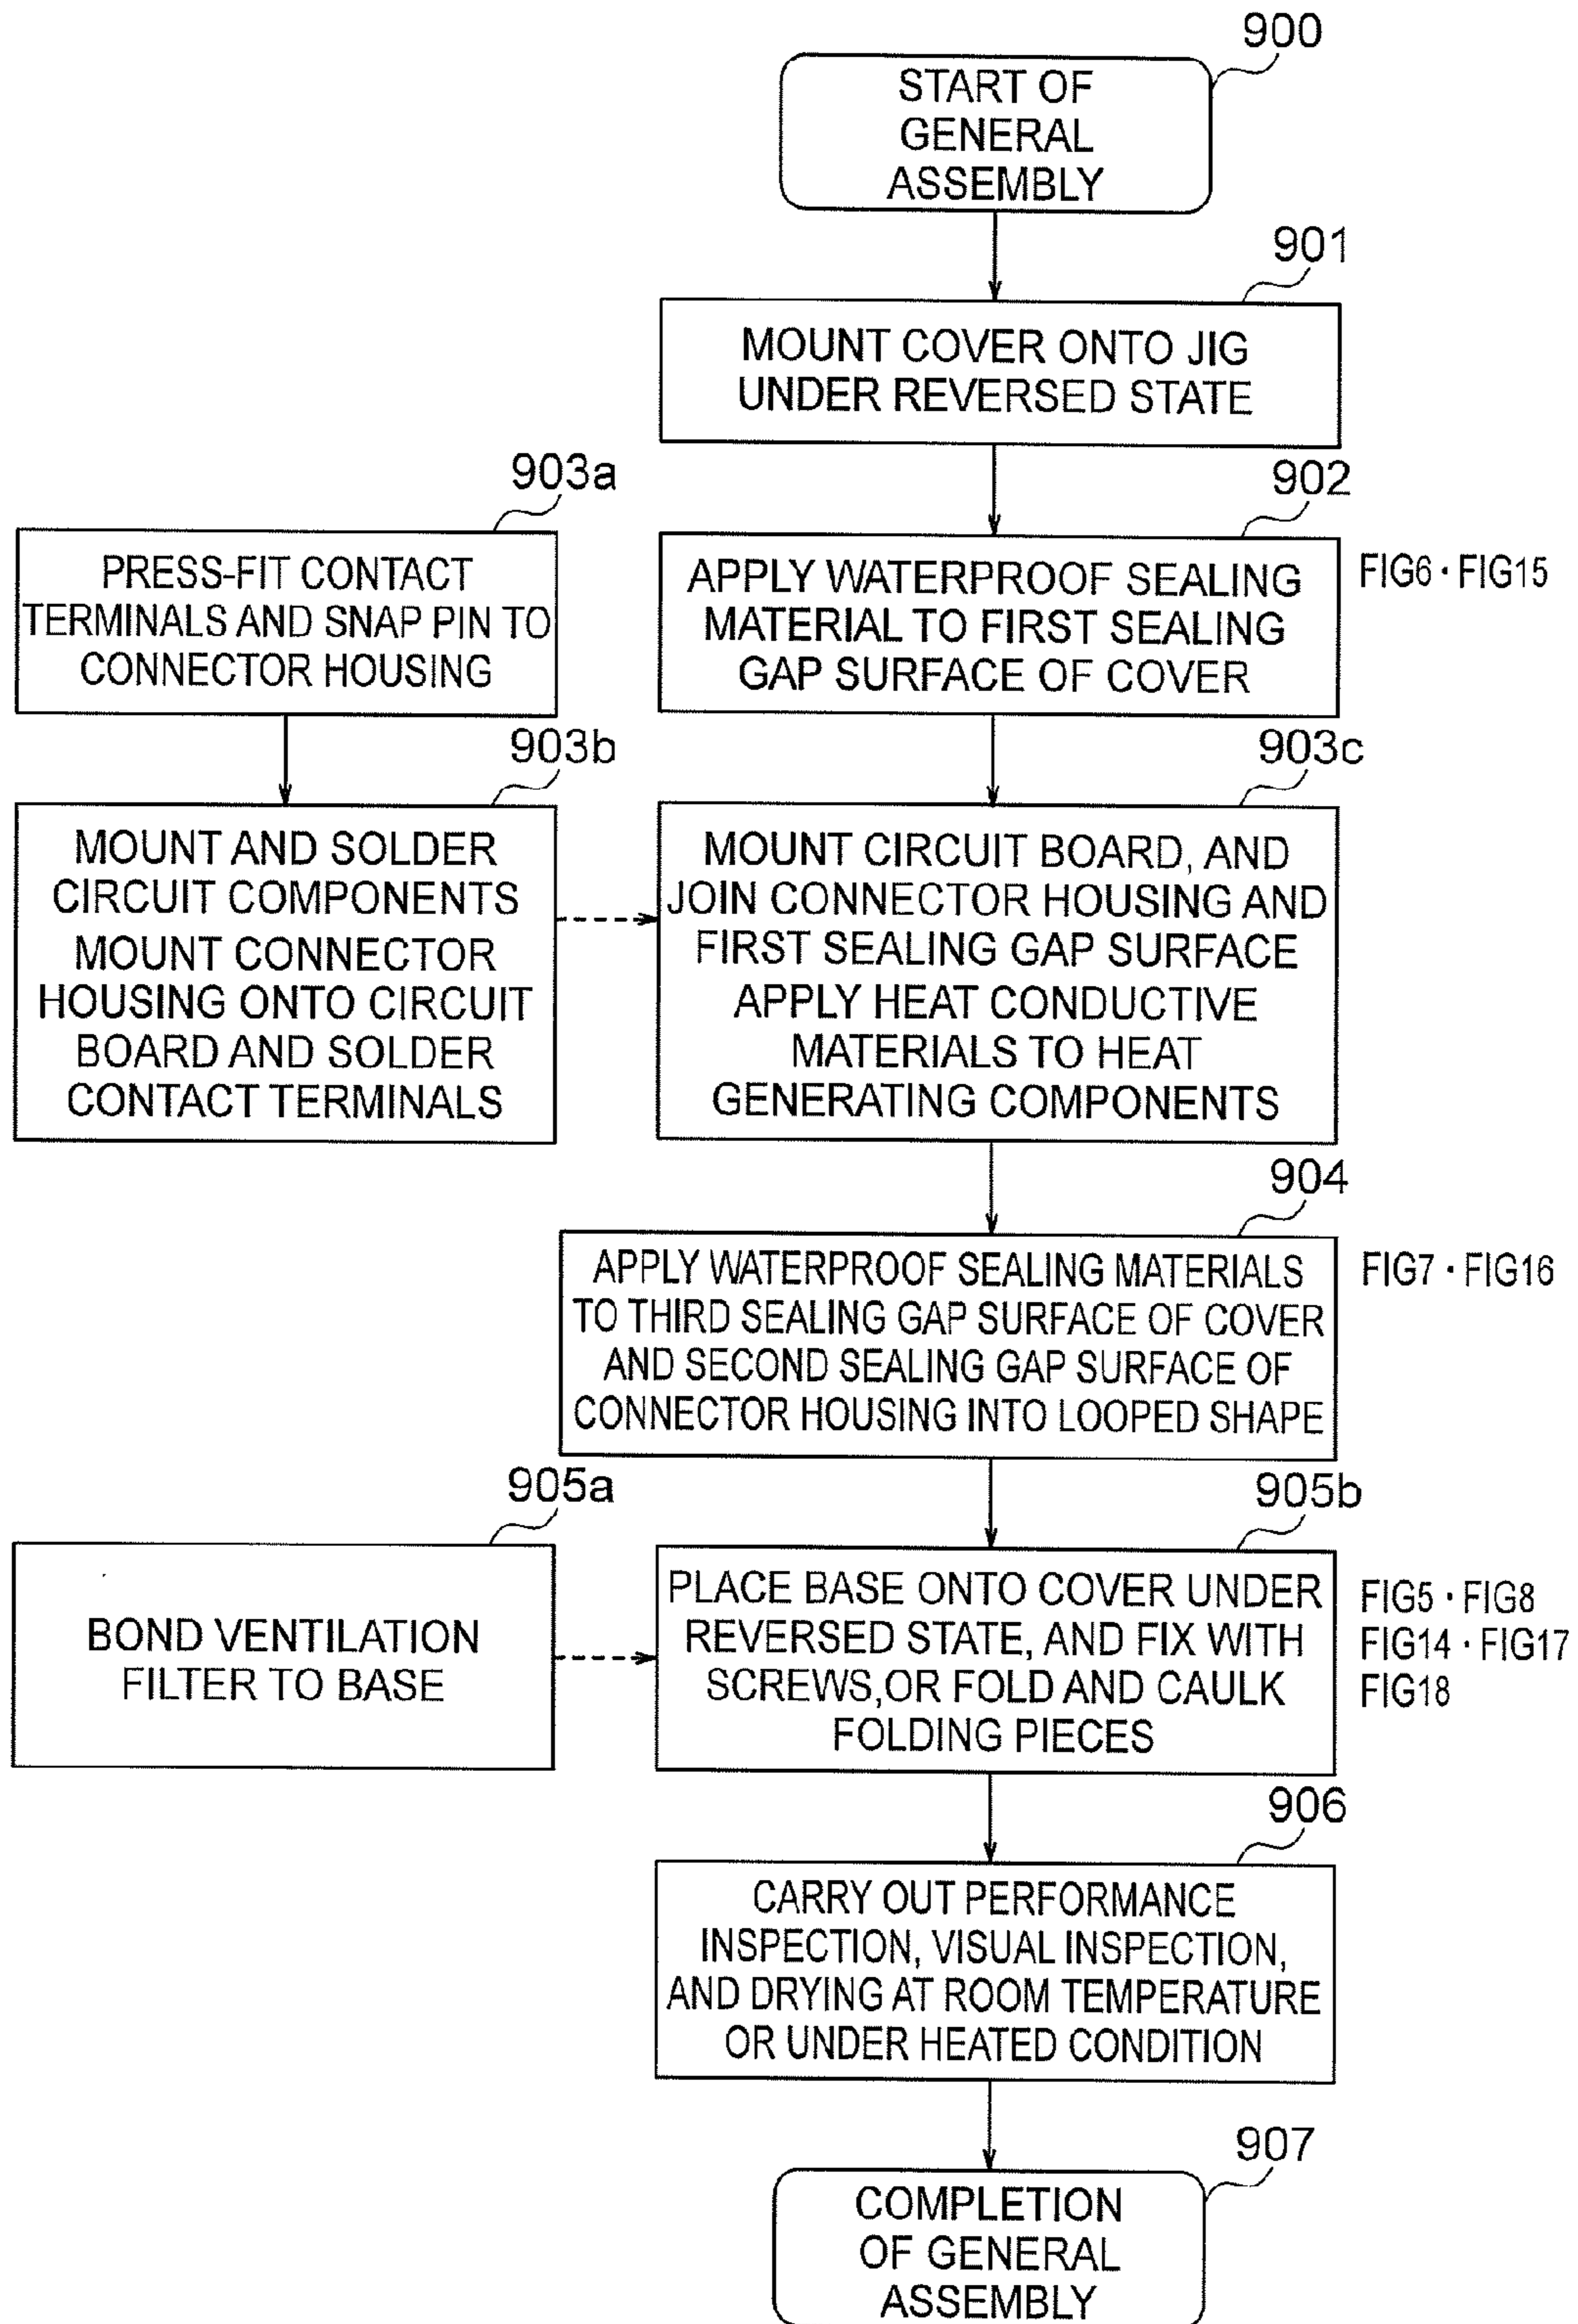 900
START OF
GENERAL
ASSEMBLY
901
MOUNT COVER ONTO JIG
UNDER REVERSED STATE
902
APPLY WATERPROOF SEALING
MATERIAL TO FIRST SEALING
GAP SURFACE OF COVER
FIG6 · FIG15
903a
PRESS-FIT CONTACT
TERMINALS AND SNAP PIN TO
CONNECTOR HOUSING
903b
MOUNT AND SOLDER
CIRCUIT COMPONENTS
MOUNT CONNECTOR
HOUSING ONTO CIRCUIT
BOARD AND SOLDER
CONTACT TERMINALS
903c
MOUNT CIRCUIT BOARD, AND
JOIN CONNECTOR HOUSING AND
FIRST SEALING GAP SURFACE
APPLY HEAT CONDUCTIVE
MATERIALS TO HEAT
GENERATING COMPONENTS
904
APPLY WATERPROOF SEALING MATERIALS
TO THIRD SEALING GAP SURFACE OF COVER
AND SECOND SEALING GAP SURFACE OF
CONNECTOR HOUSING INTO LOOPED SHAPE
FIG7 · FIG16
905a
BOND VENTILATION
FILTER TO BASE
905b
PLACE BASE ONTO COVER UNDER
REVERSED STATE, AND FIX WITH
SCREWS,OR FOLD AND CAULK
FOLDING PIECES
FIG5 · FIG8
FIG14 · FIG17
FIG18
906
CARRY OUT PERFORMANCE
INSPECTION, VISUAL INSPECTION,
AND DRYING AT ROOM TEMPERATURE
OR UNDER HEATED CONDITION
907
COMPLETION
OF GENERAL
ASSEMBLY